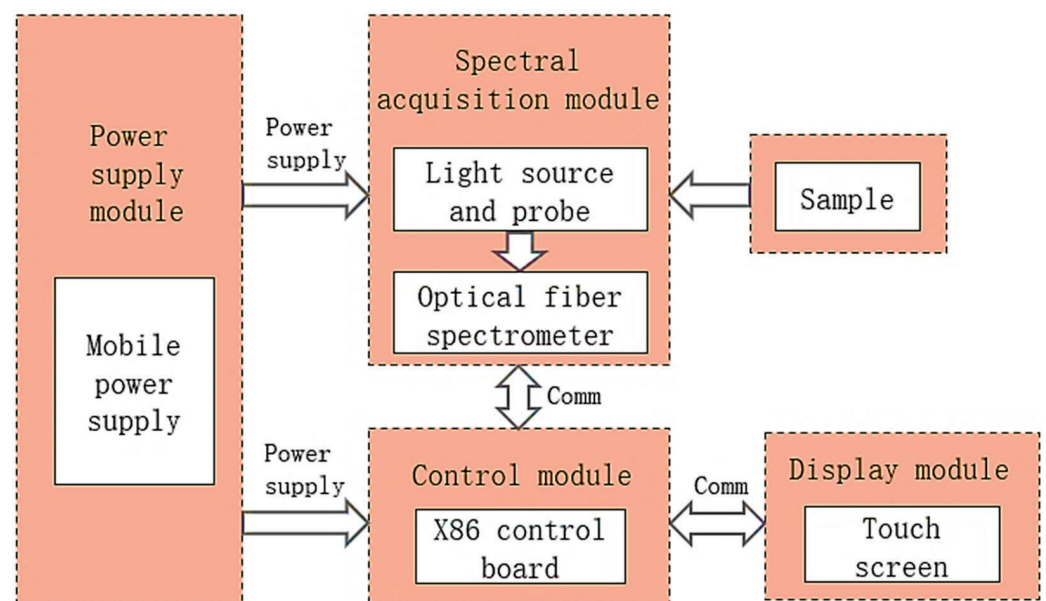 Power
supply
module
Mobile
power
supply
Power
supply
Power
supply
Spectral
acquisition module
Light source
and probe
Optical fiber
spectrometer
Sample
Comm
Control module
X86 control
board
Comm
Display module
Touch
screen